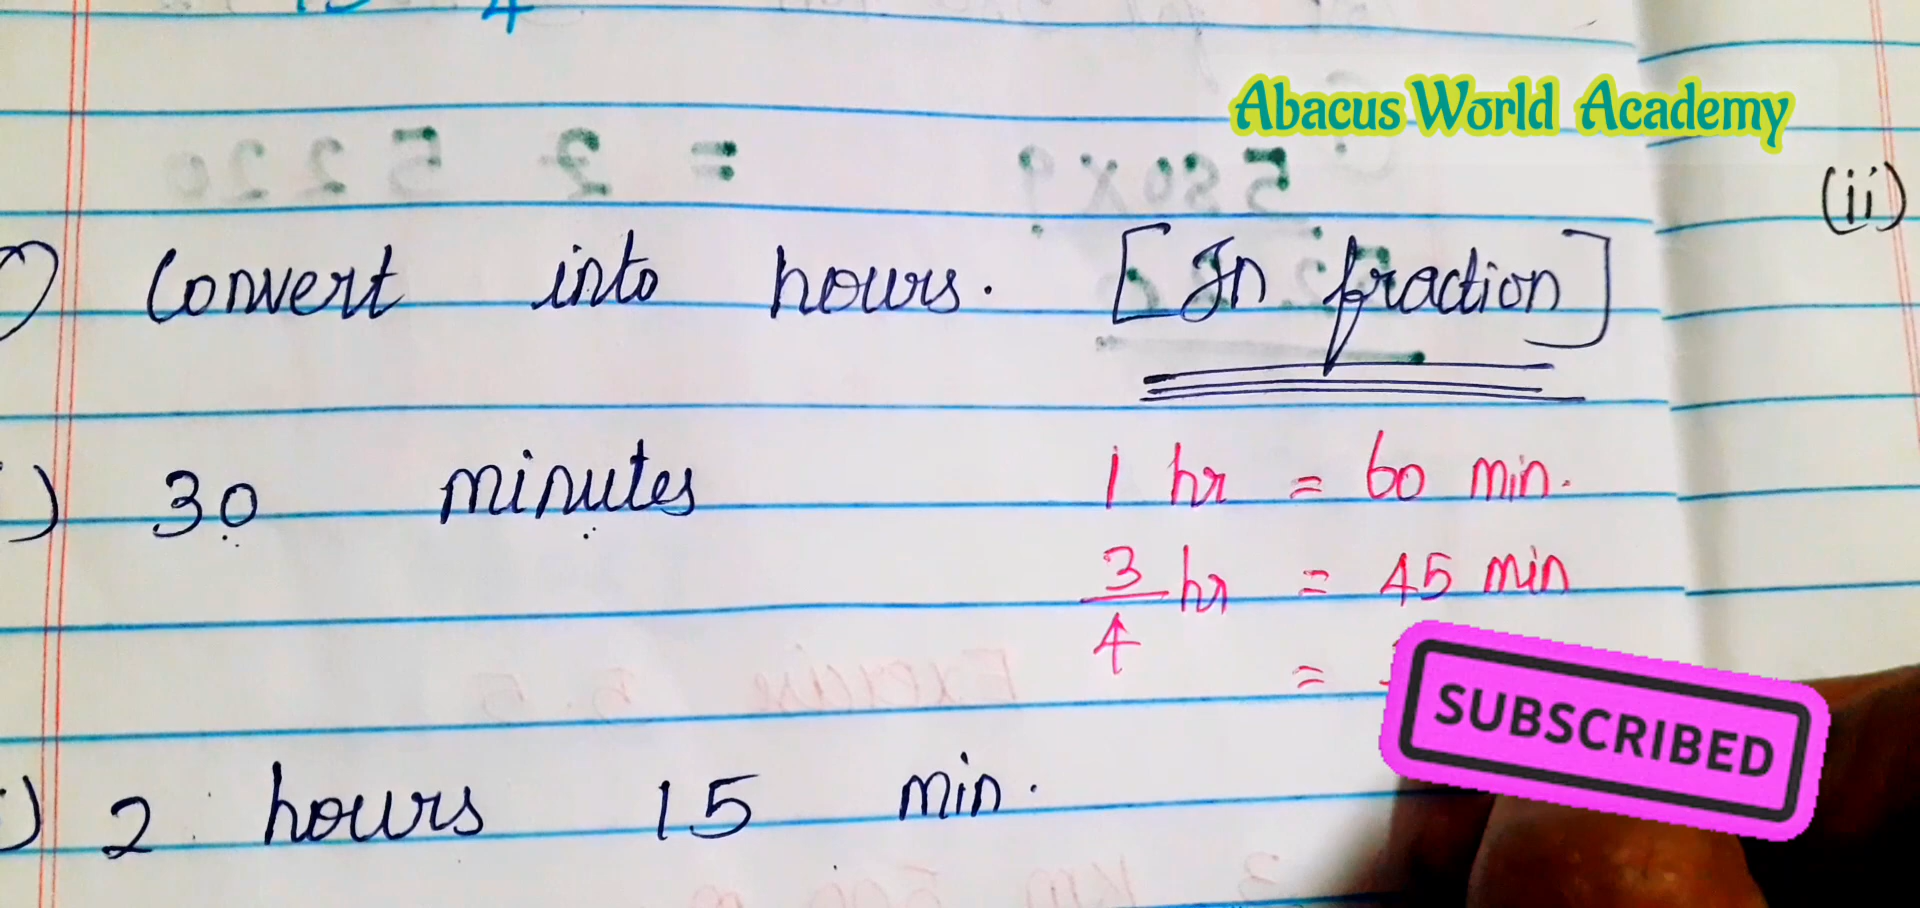 Abacus World Academy
(ii)
Convert into hours. [In fraction]
30 minutes
1 hr = 60 min.
3/4 hr = 45 min
=
SUBSCRIBED
2 hours 15 min.